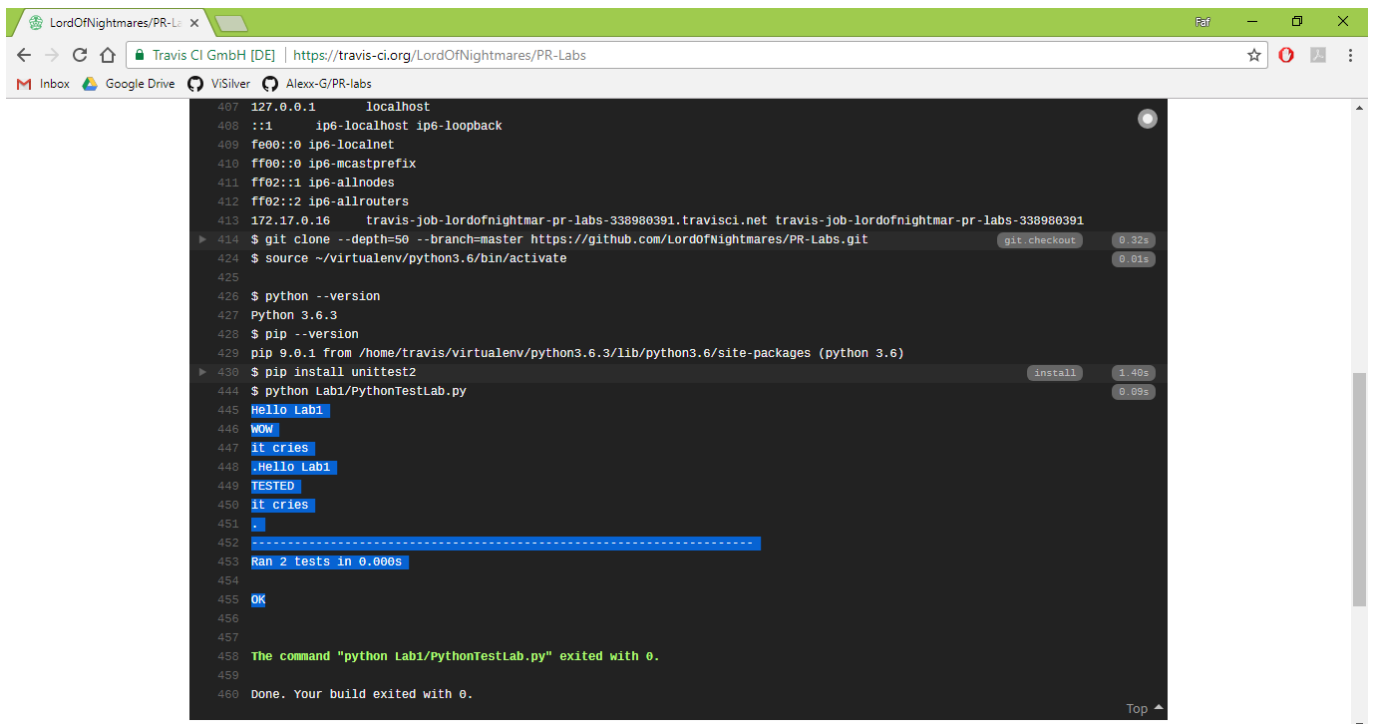 LordOfNightmares/PR-La
Faf
Travis CI GmbH [DE] | https://travis-ci.org/LordOfNightmares/PR-Labs
Inbox Google Drive ViSilver Alexx-G/PR-labs
407 127.0.0.1 localhost
408 ::1 ip6-localhost ip6-loopback
409 fe00::0 ip6-localnet
410 ff00::0 ip6-mcastprefix
411 ff02::1 ip6-allnodes
412 ff02::2 ip6-allrouters
413 172.17.0.16 travis-job-lordofnightmar-pr-labs-338980391.travisci.net travis-job-lordofnightmar-pr-labs-338980391
414 $ git clone --depth=50 --branch=master https://github.com/LordOfNightmares/PR-Labs.git git.checkout 0.32s
424 $ source ~/virtualenv/python3.6/bin/activate 0.01s
425
426 $ python --version
427 Python 3.6.3
428 $ pip --version
429 pip 9.0.1 from /home/travis/virtualenv/python3.6.3/lib/python3.6/site-packages (python 3.6)
430 $ pip install unittest2 install 1.40s
444 $ python Lab1/PythonTestLab.py 0.09s
445 Hello Lab1
446 WOW
447 it cries
448 .Hello Lab1
449 TESTED
450 it cries
451 .
452 ----------------------------------------------------------------------
453 Ran 2 tests in 0.000s
454
455 OK
456
457
458 The command "python Lab1/PythonTestLab.py" exited with 0.
459
460 Done. Your build exited with 0.
Top